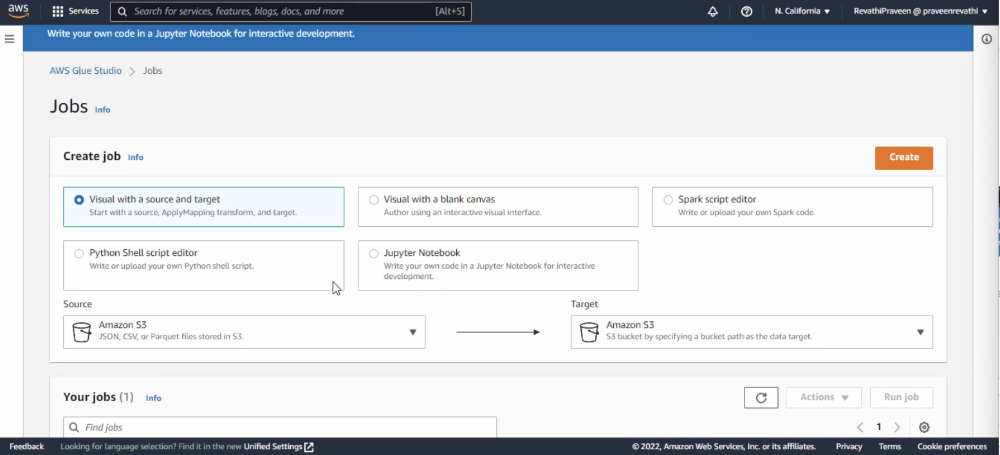 aws
Services
Search for services, features, blogs, docs, and more
[Alt+S]
N. California
RevathiPraveen @ praveenrevathi
Write your own code in a Jupyter Notebook for interactive development.
AWS Glue Studio
Jobs
Jobs
Info
Create job
Info
Create
Visual with a source and target
Start with a source, ApplyMapping transform, and target.
Visual with a blank canvas
Author using an interactive visual interface.
Spark script editor
Write or upload your own Spark code.
Python Shell script editor
Write or upload your own Python shell script.
Jupyter Notebook
Write your own code in a Jupyter Notebook for interactive
development.
Source
Amazon S3
JSON, CSV, or Parquet files stored in S3.
Target
Amazon S3
S3 bucket by specifying a bucket path as the data target.
Your jobs (1)
Info
Actions
Run job
Find jobs
1
Feedback
Looking for language selection? Find it in the new Unified Settings
© 2022, Amazon Web Services, Inc. or its affiliates.
Privacy
Terms
Cookie preferences